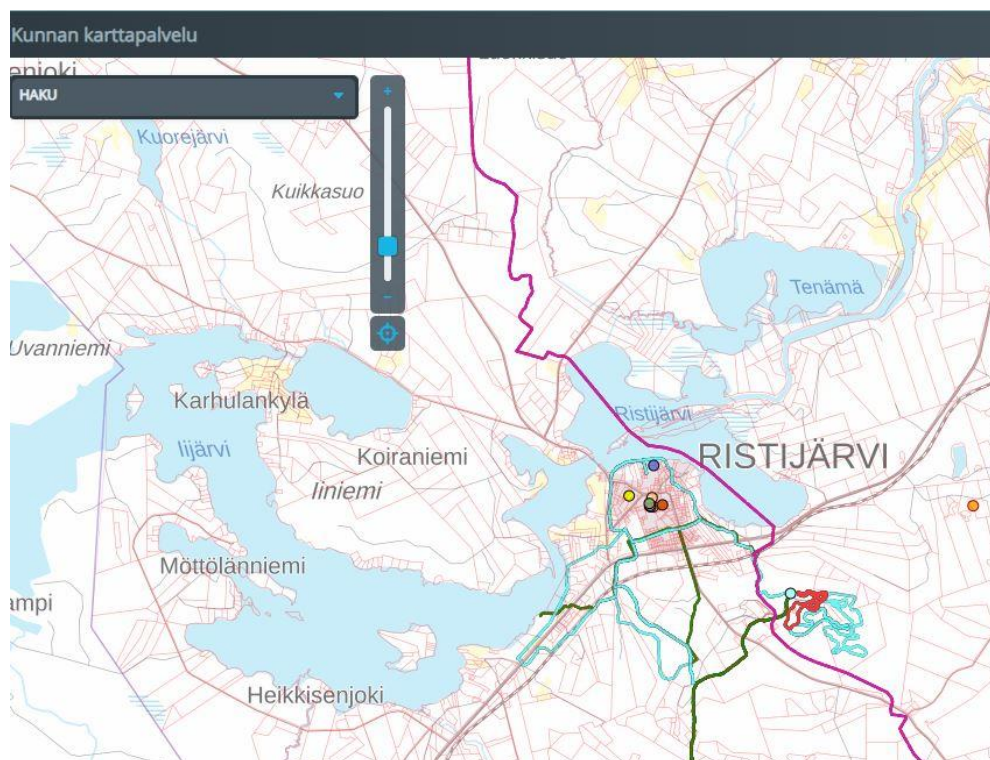 Kunnan karttapalvelu
enjoki
HAKU
+
Kuorejärvi
Kuikkasuo
−
Tenämä
Uvanniemi
Karhulankylä
Ristijärvi
Iijärvi
Koiraniemi
RISTIJÄRVI
Iiniemi
Möttölänniemi
ampi
Heikkisenjoki